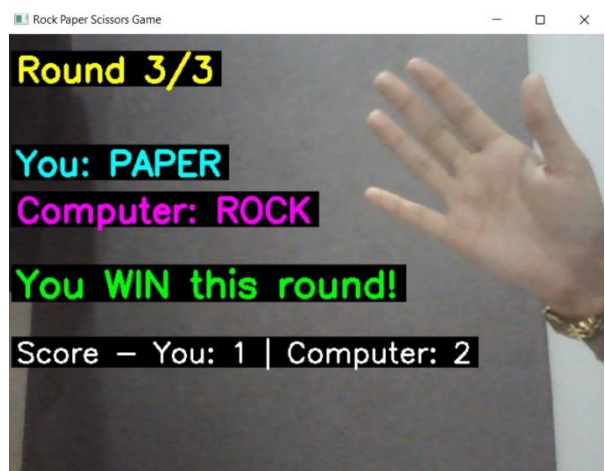 Rock Paper Scissors Game
Round 3/3
You: PAPER
Computer: ROCK
You WIN this round!
Score - You: 1 | Computer: 2